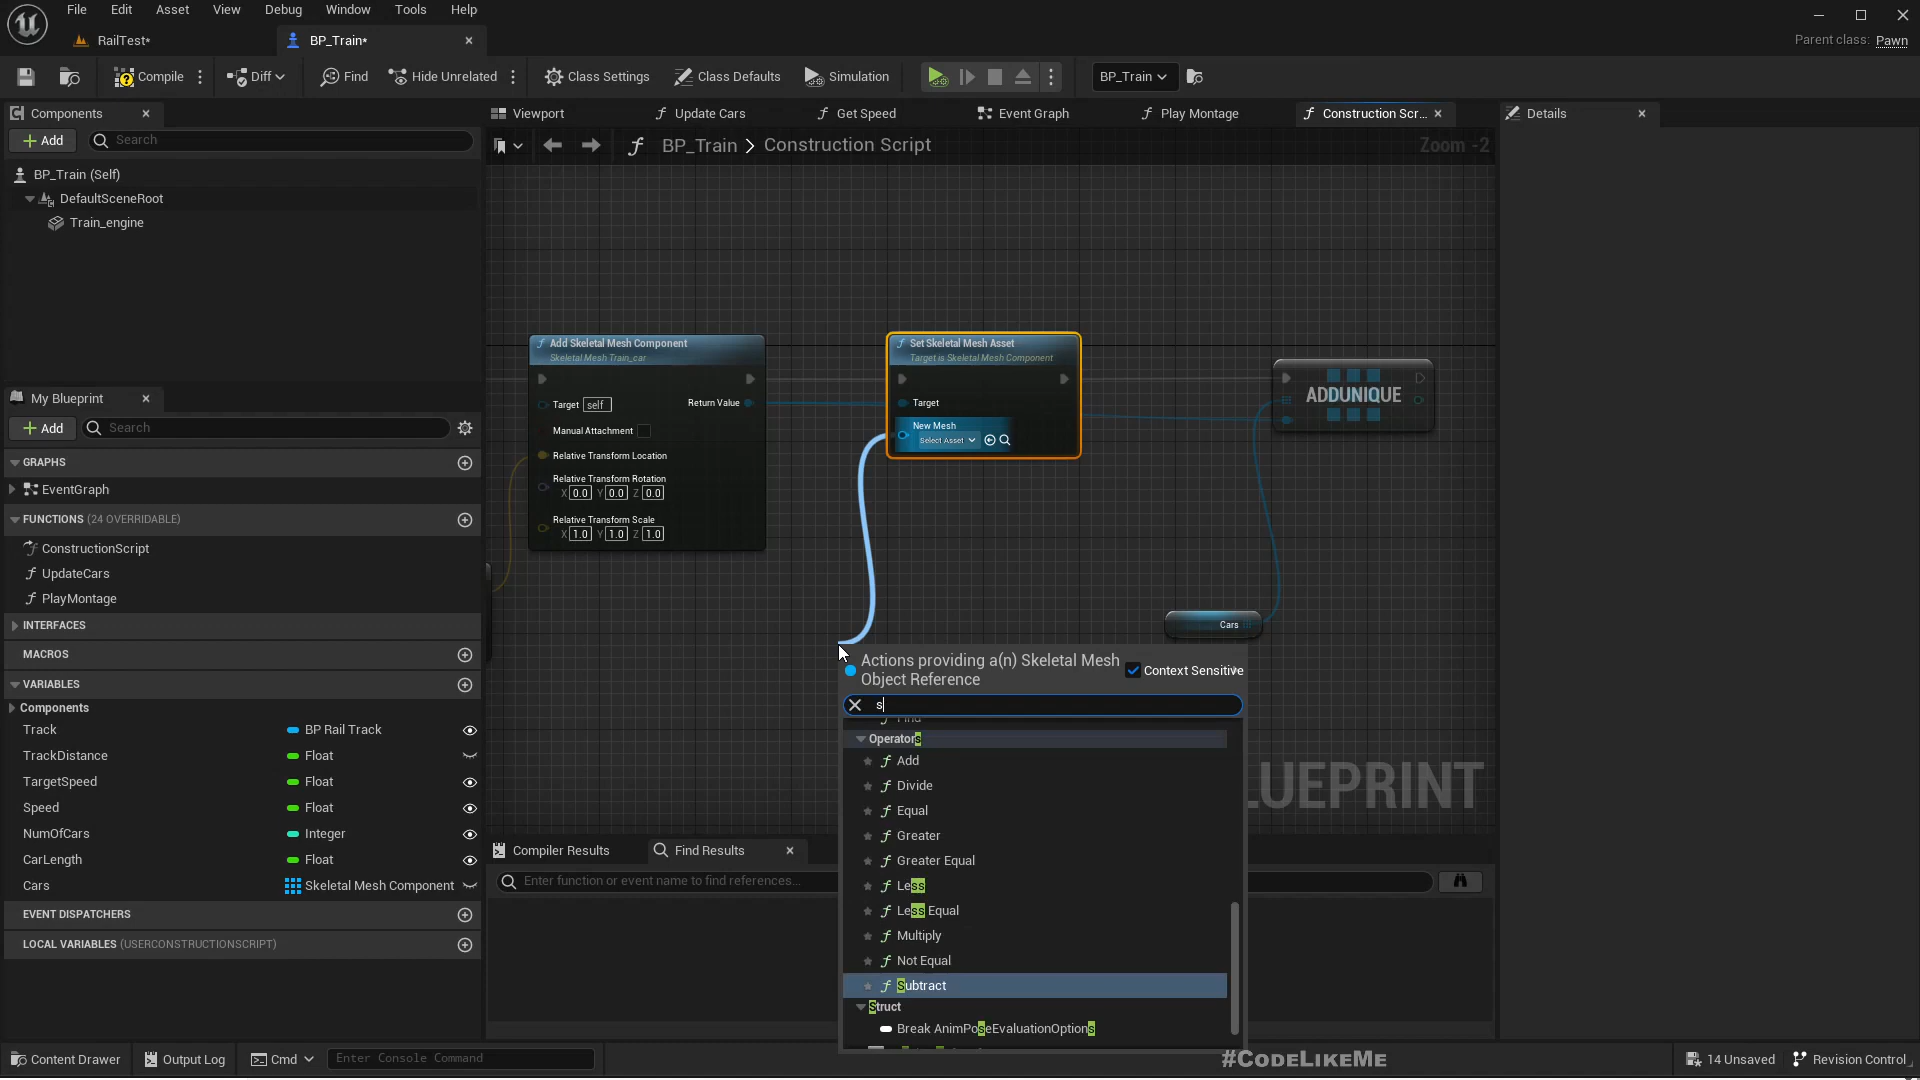 File Edit Asset View Debug Window Tools Help
RailTest*
BP_Train*
Parent class: Pawn
Compile
Diff
Find
Hide Unrelated
Class Settings
Class Defaults
Simulation
BP_Train
Components
Viewport
Update Cars
Get Speed
Event Graph
Play Montage
Construction Scr...
Details
Add
Search
BP_Train > Construction Script
Zoom -2
BP_Train (Self)
DefaultSceneRoot
Train_engine
Add Skeletal Mesh Component
Skeletal Mesh Train_car
Target self
Return Value
Manual Attachment
Relative Transform Location
Relative Transform Rotation
X 0.0 Y 0.0 Z 0.0
Relative Transform Scale
X 1.0 Y 1.0 Z 1.0
Set Skeletal Mesh Asset
Target is Skeletal Mesh Component
Target
New Mesh
Select Asset
ADDUNIQUE
Cars
My Blueprint
Add
Search
GRAPHS
EventGraph
FUNCTIONS (24 OVERRIDABLE)
ConstructionScript
UpdateCars
PlayMontage
INTERFACES
MACROS
VARIABLES
Components
Track BP Rail Track
TrackDistance Float
TargetSpeed Float
Speed Float
NumOfCars Integer
CarLength Float
Cars Skeletal Mesh Component
EVENT DISPATCHERS
LOCAL VARIABLES (USERCONSTRUCTIONSCRIPT)
Actions providing a(n) Skeletal Mesh
Object Reference
Context Sensitive
s
Find
Operators
Add
Divide
Equal
Greater
Greater Equal
Less
Less Equal
Multiply
Not Equal
Subtract
Struct
Break AnimPoseEvaluationOptions
LUEPRINT
Compiler Results
Find Results
Enter function or event name to find references...
Content Drawer
Output Log
Cmd
Enter Console Command
#CODELIKEME
14 Unsaved
Revision Control